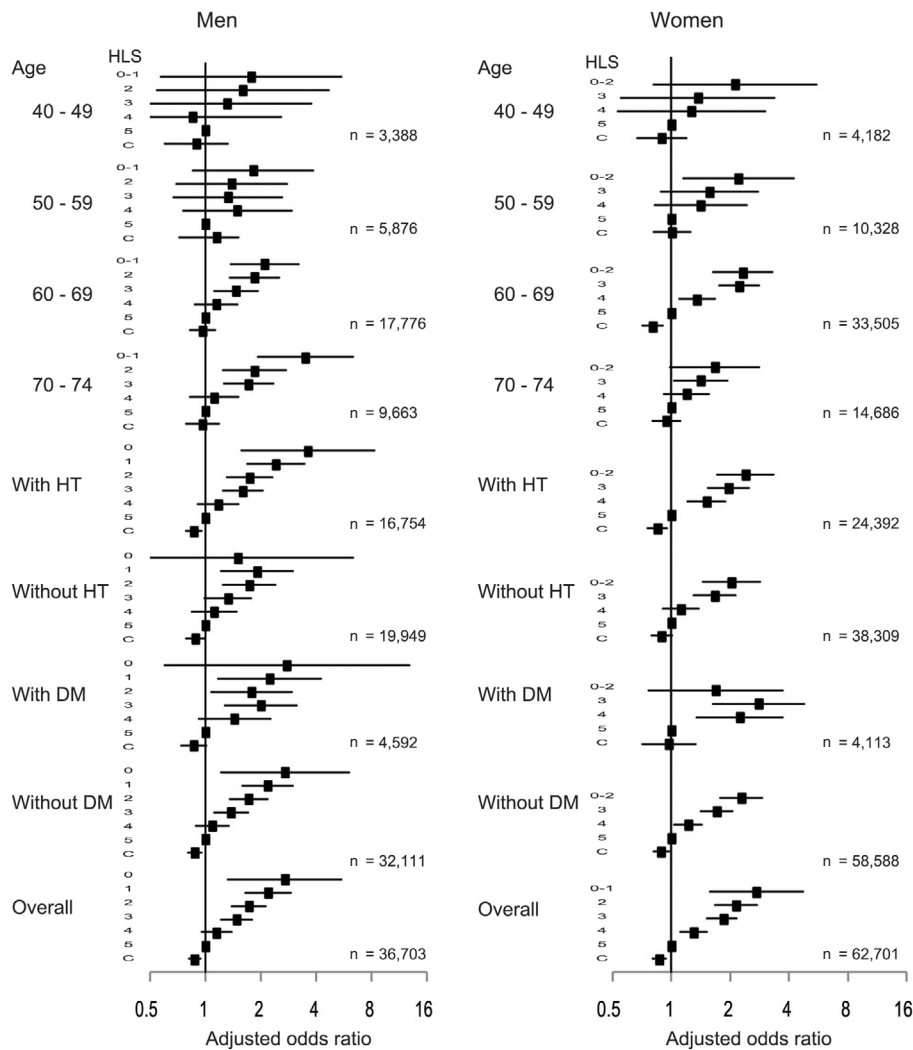 Men
Age
HLS
40 - 49
0-1
2
3
4
5
C
n = 3,388
50 - 59
0-1
2
3
4
5
C
n = 5,876
60 - 69
0-1
2
3
4
5
C
n = 17,776
70 - 74
0-1
2
3
4
5
C
n = 9,663
With HT
0
1
2
3
4
5
C
n = 16,754
Without HT
0
1
2
3
4
5
C
n = 19,949
With DM
0
1
2
3
4
5
C
n = 4,592
Without DM
0
1
2
3
4
5
C
n = 32,111
Overall
0
1
2
3
4
5
C
n = 36,703
0.5 1 2 4 8 16
Adjusted odds ratio
Women
Age
HLS
40 - 49
0-2
3
4
5
C
n = 4,182
50 - 59
0-2
3
4
5
C
n = 10,328
60 - 69
0-2
3
4
5
C
n = 33,505
70 - 74
0-2
3
4
5
C
n = 14,686
With HT
0-2
3
4
5
C
n = 24,392
Without HT
0-2
3
4
5
C
n = 38,309
With DM
0-2
3
4
5
C
n = 4,113
Without DM
0-2
3
4
5
C
n = 58,588
Overall
0-1
2
3
4
5
C
n = 62,701
0.5 1 2 4 8 16
Adjusted odds ratio